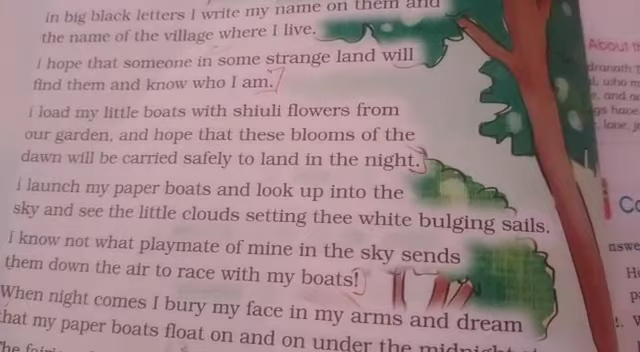 in big black letters I write my name on them and
the name of the village where I live.
I hope that someone in some strange land will
find them and know who I am.
I load my little boats with shiuli flowers from
our garden, and hope that these blooms of the
dawn will be carried safely to land in the night.
I launch my paper boats and look up into the
sky and see the little clouds setting thee white bulging sails.
I know not what playmate of mine in the sky sends
them down the air to race with my boats!
When night comes I bury my face in my arms and dream
that my paper boats float on and on under the midnight
The
About
who
and
have
love,
Co